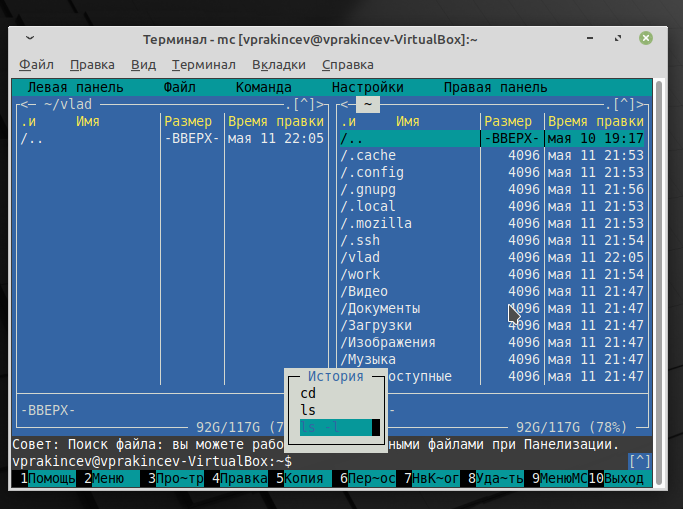 Терминал - mc [vprakincev@vprakincev-VirtualBox]:~
Файл Правка Вид Терминал Вкладки Справка
Левая панель Файл Команда Настройки Правая панель
<─ ~/vlad .[^]>
.и Имя Размер Время правки
/.. -ВВЕРХ- мая 11 22:05
-ВВЕРХ-
92G/117G (7
<─ ~ .[^]>
.и Имя Размер Время правки
/.. -ВВЕРХ- мая 10 19:17
/.cache 4096 мая 11 21:53
/.config 4096 мая 11 21:53
/.gnupg 4096 мая 11 21:56
/.local 4096 мая 11 21:53
/.mozilla 4096 мая 11 21:53
/.ssh 4096 мая 11 21:54
/vlad 4096 мая 11 22:05
/work 4096 мая 11 21:54
/Видео 4096 мая 11 21:47
/Документы 4096 мая 11 21:47
/Загрузки 4096 мая 11 21:47
/Изображения 4096 мая 11 21:47
/Музыка 4096 мая 11 21:47
оступные 4096 мая 11 21:47
-
92G/117G (78%)
История
cd
ls
ls -l
Совет: Поиск файла: вы можете рабо ными файлами при Панелизации.
vprakincev@vprakincev-VirtualBox:~$ [^]
1Помощь 2Меню 3Про~тр 4Правка 5Копия 6Пер~ос 7НвК~ог 8Уда~ть 9МенюMC 10Выход